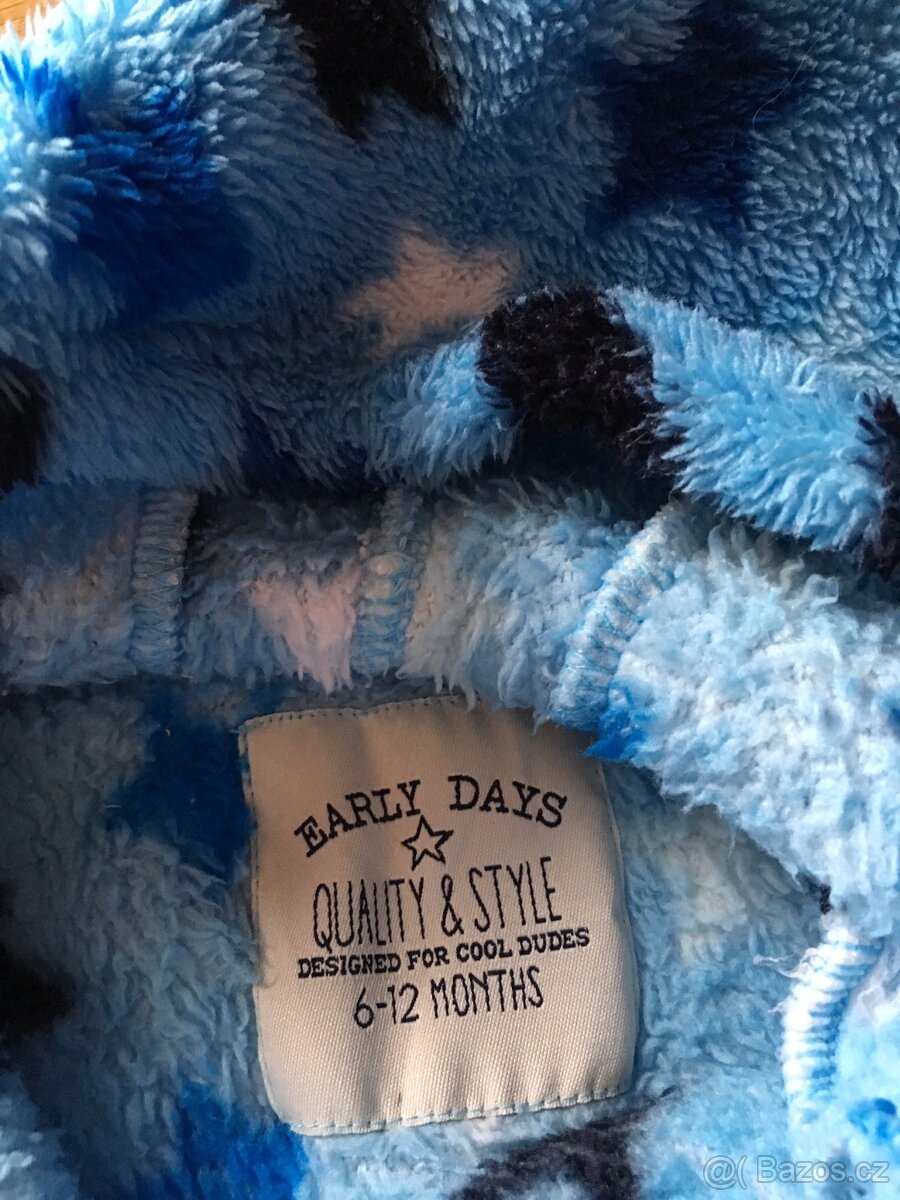 EARLY DAYS
QUALITY & STYLE
DESIGNED FOR COOL DUDES
6-12 MONTHS
@( Bazos.cz